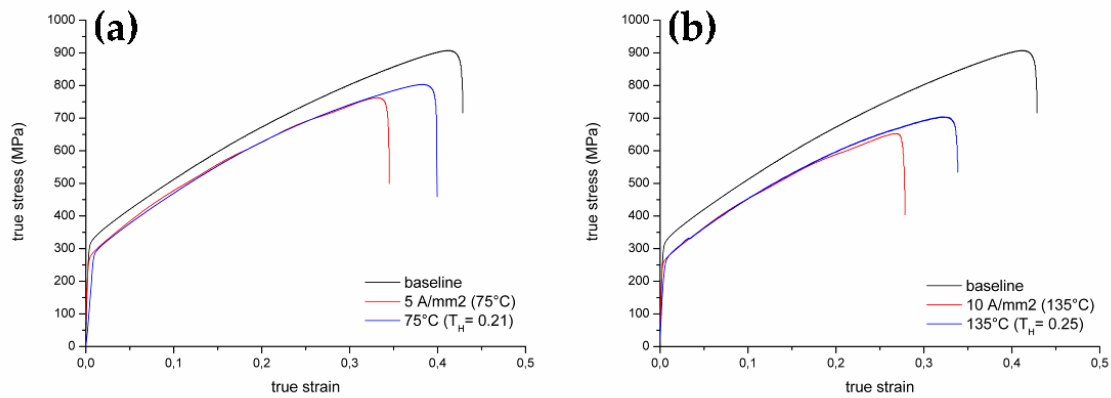 (a)
1000
900
800
700
600
500
400
300
200
100
0
true stress (MPa)
baseline
5 A/mm2 (75°C)
75°C (T_H= 0.21)
0,0 0,1 0,2 0,3 0,4 0,5
true strain
(b)
1000
900
800
700
600
500
400
300
200
100
0
true stress (MPa)
baseline
10 A/mm2 (135°C)
135°C (T_H= 0.25)
0,0 0,1 0,2 0,3 0,4 0,5
true strain